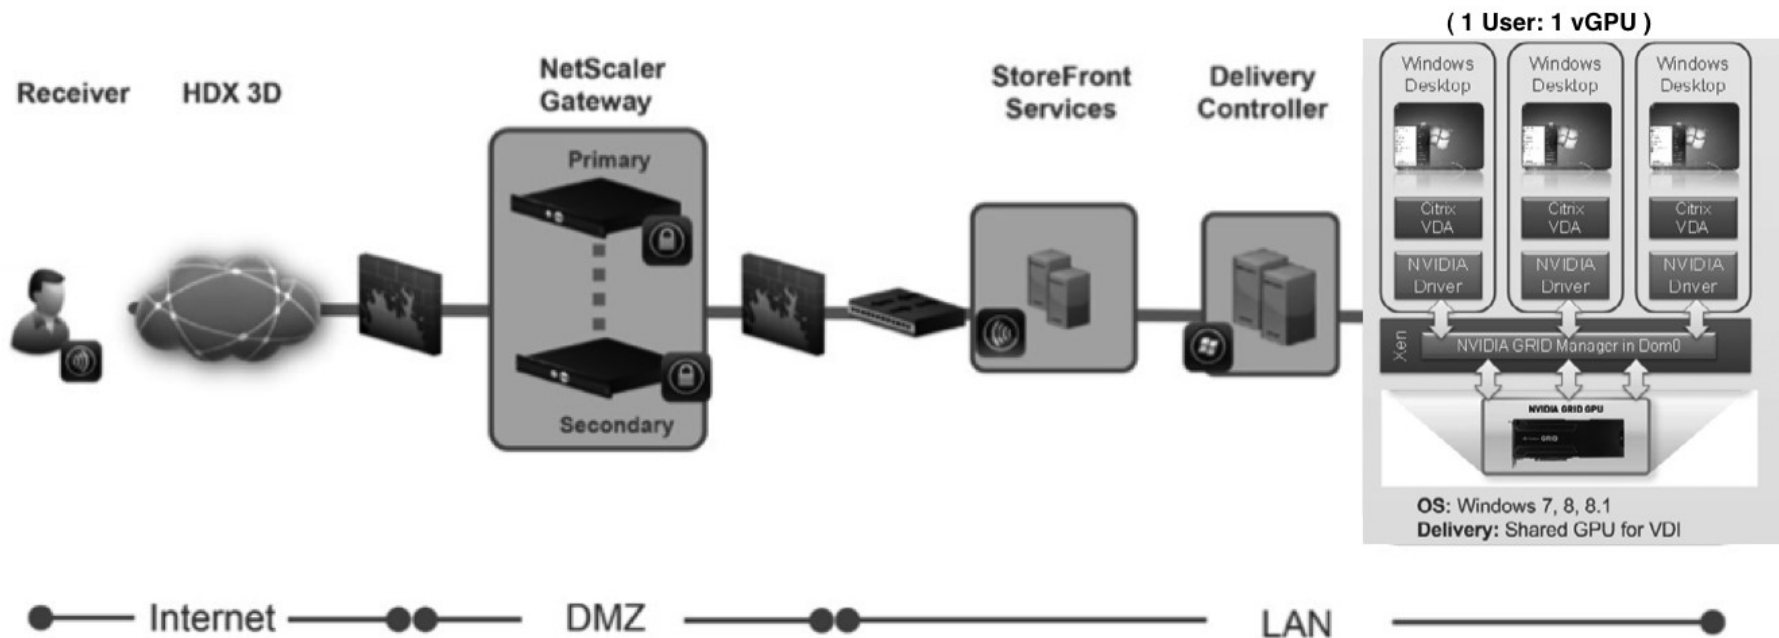 ( 1 User: 1 vGPU )
Receiver
HDX 3D
NetScaler
Gateway
Primary
Secondary
StoreFront
Services
Delivery
Controller
Windows
Desktop
Windows
Desktop
Windows
Desktop
Citrix
VDA
Citrix
VDA
Citrix
VDA
NVIDIA
Driver
NVIDIA
Driver
NVIDIA
Driver
Xen
NVIDIA GRID Manager in Dom0
NVIDIA GRID GPU
GRID
OS: Windows 7, 8, 8.1
Delivery: Shared GPU for VDI
Internet
DMZ
LAN